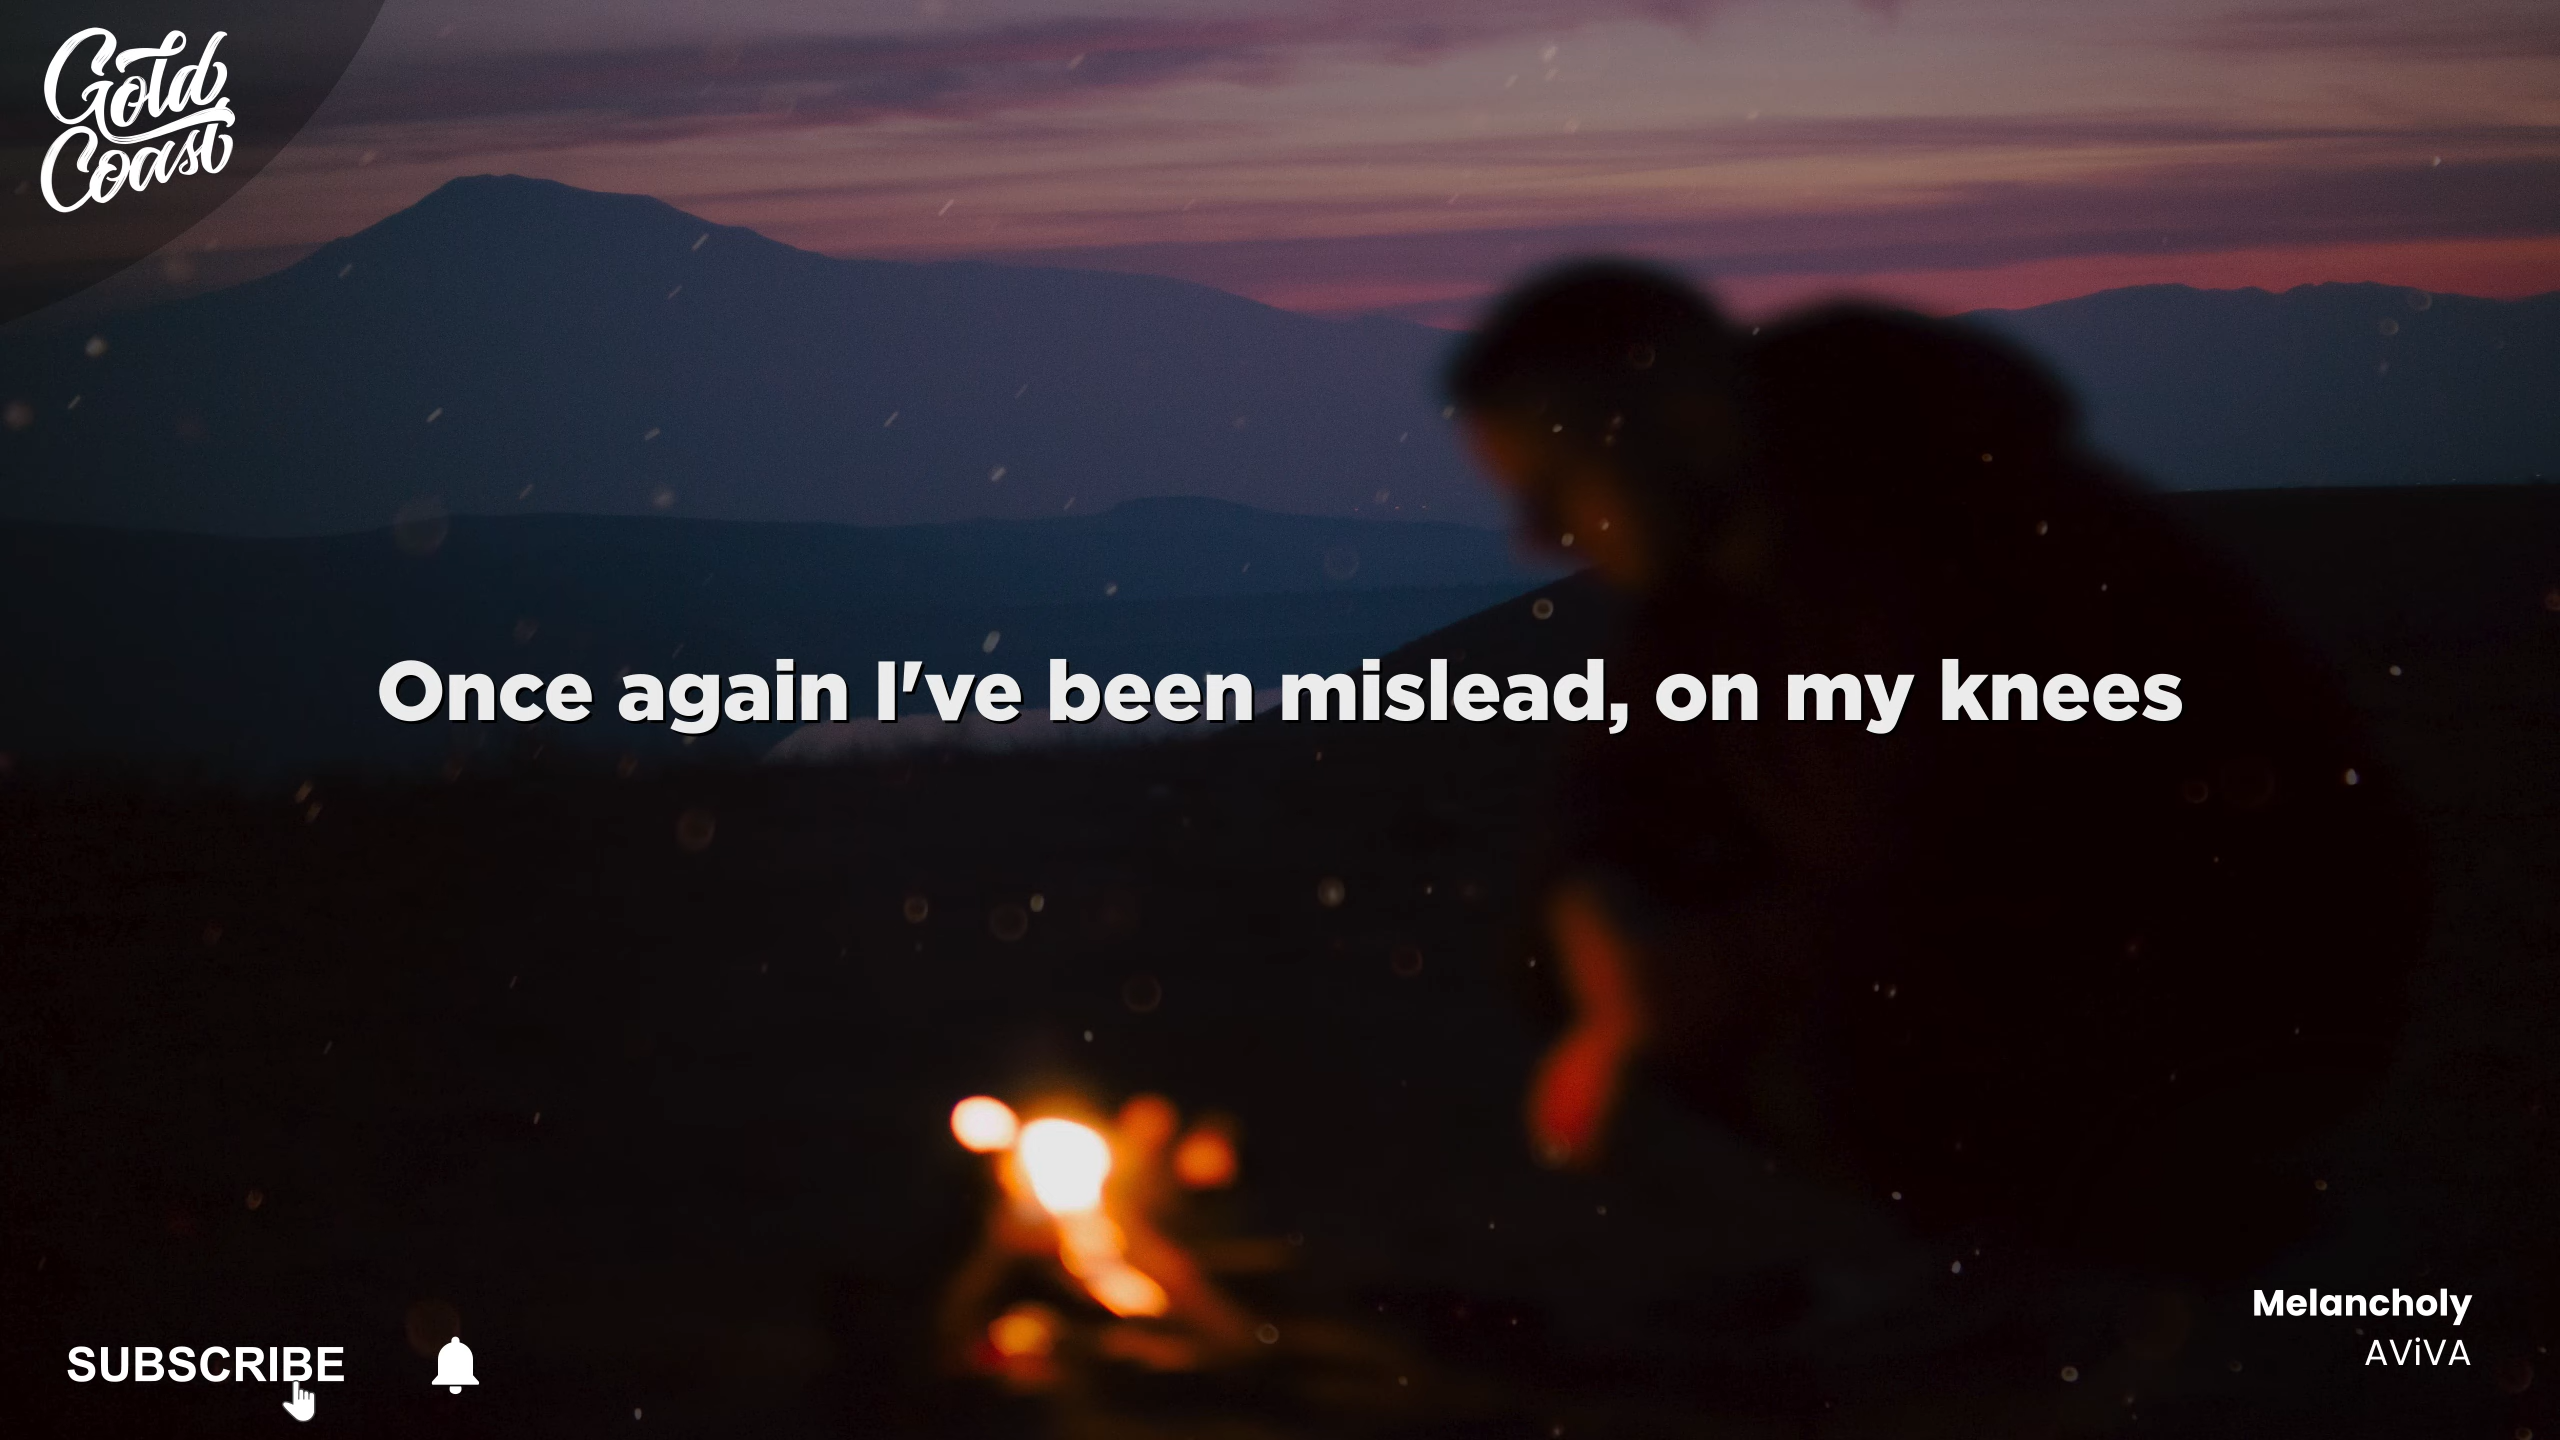 Gold
Coast
Once again I've been mislead, on my knees
Melancholy
AViVA
SUBSCRIBE